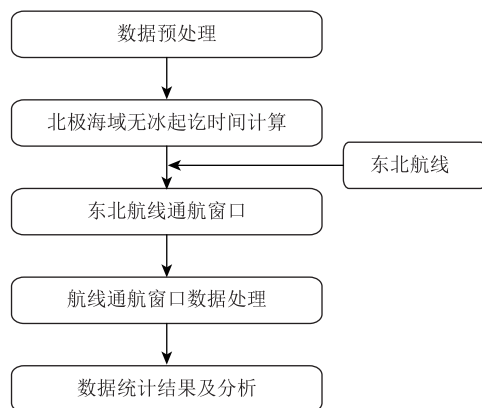 数据预处理
北极海域无冰起讫时间计算
东北航线
东北航线通航窗口
航线通航窗口数据处理
数据统计结果及分析